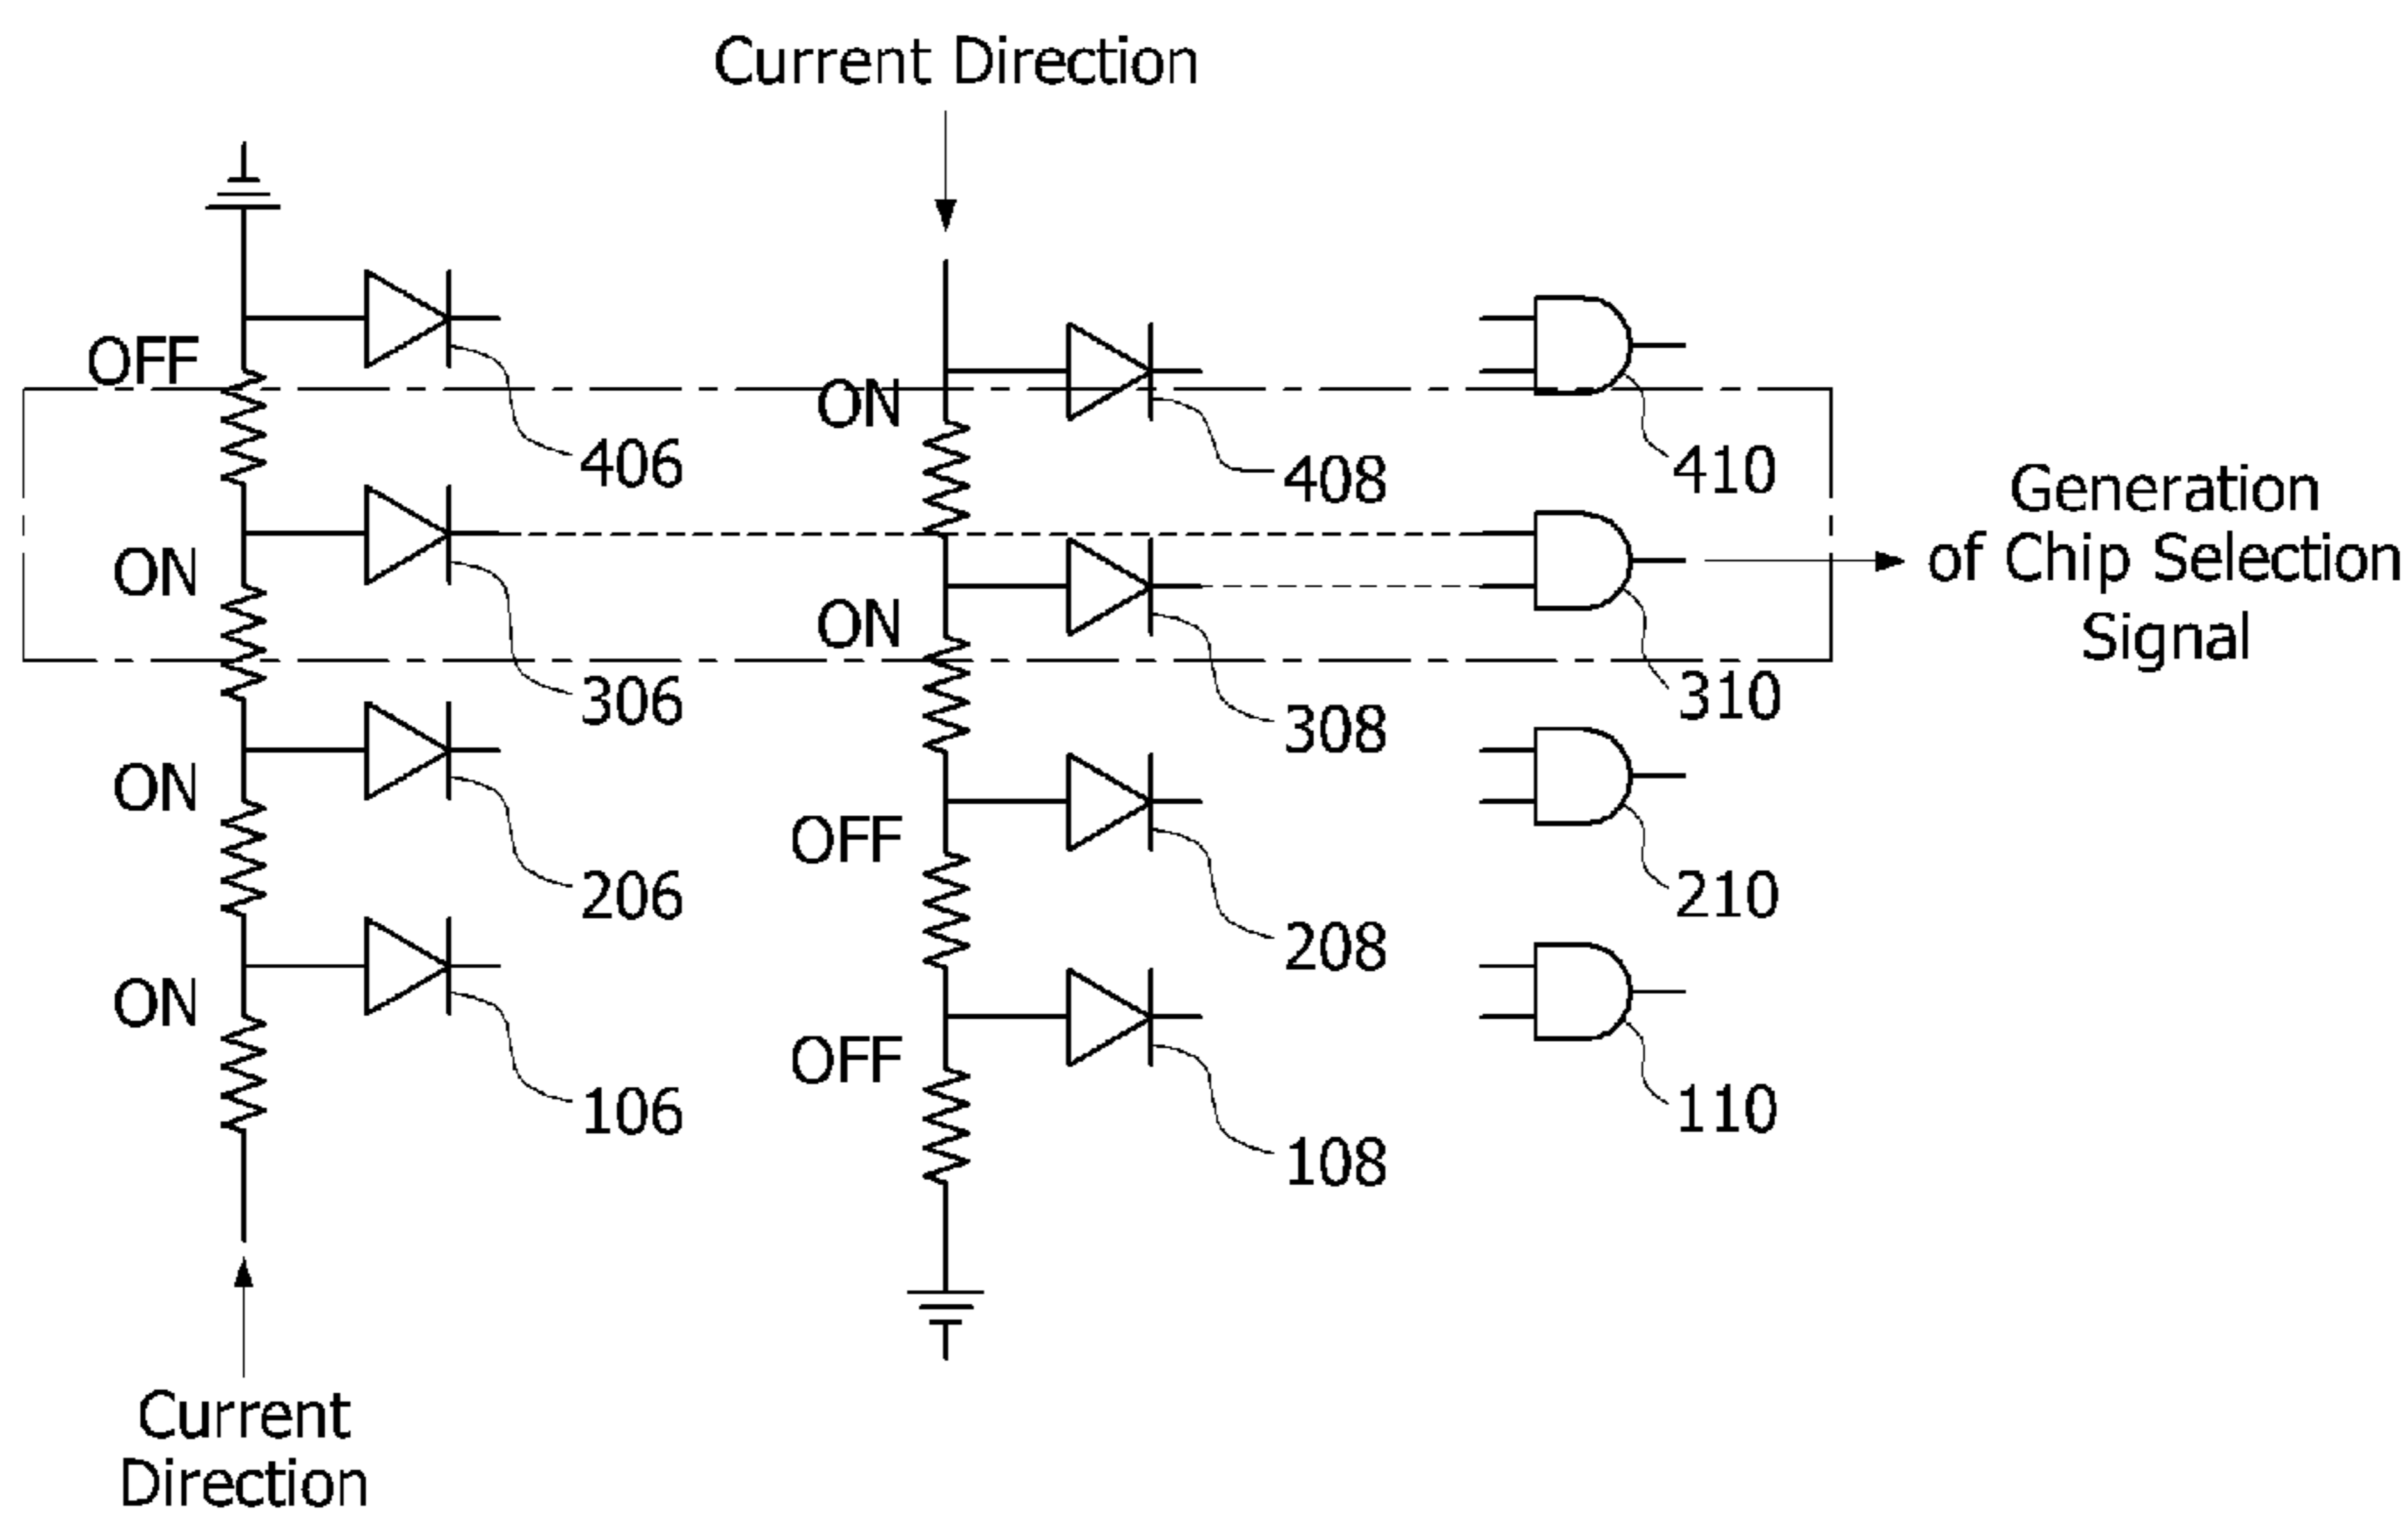 Current Direction
OFF
ON
406
408
410
Generation
of Chip Selection
Signal
ON
ON
306
308
310
ON
OFF
206
208
210
ON
OFF
106
108
110
Current
Direction